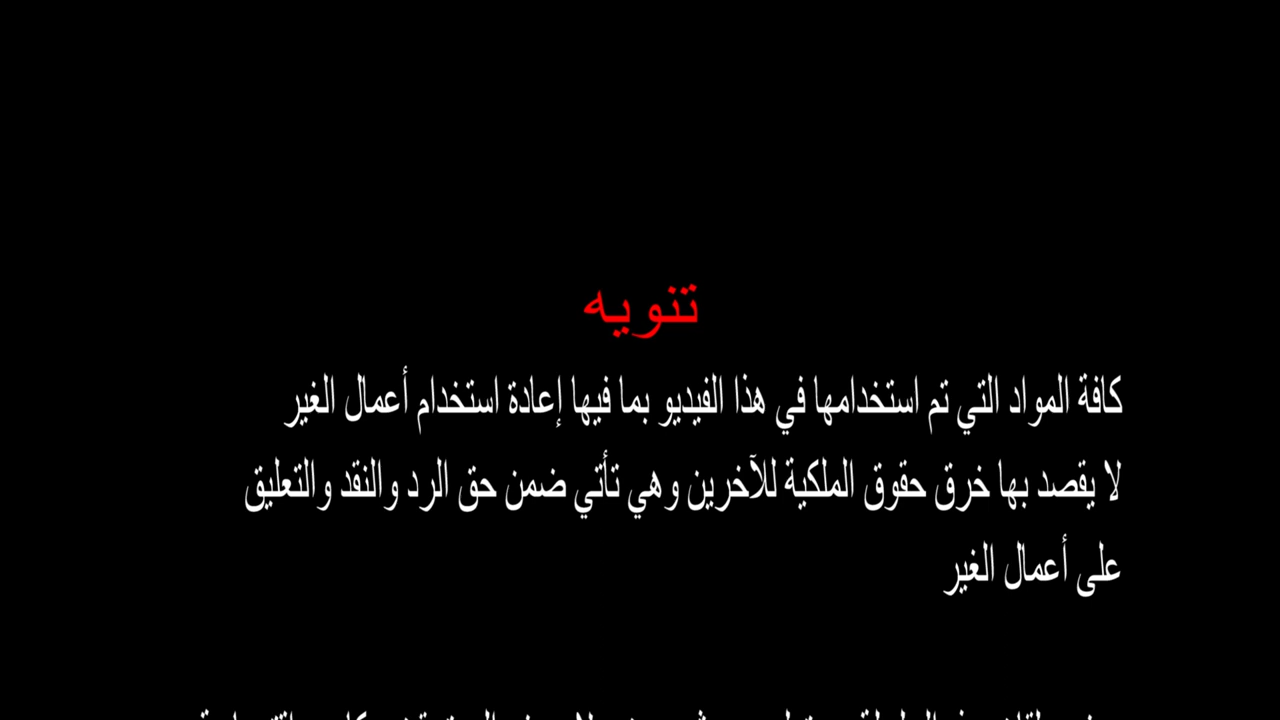 تنويه
كافة المواد التي تم استخدامها في هذا الفيديو بما فيها إعادة استخدام أعمال الغير
لا يقصد بها خرق حقوق الملكية للآخرين وهي تأتي ضمن حق الرد والنقد والتعليق
على أعمال الغير